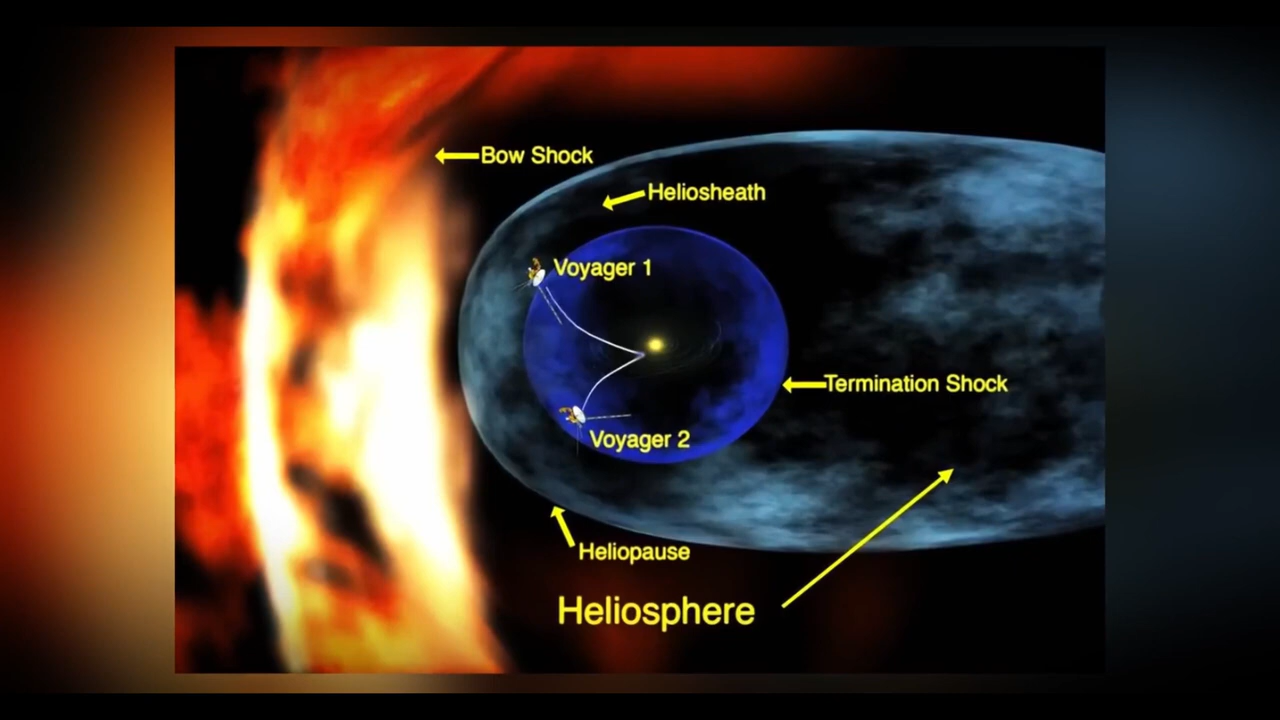 Bow Shock
Heliosheath
Voyager 1
Termination Shock
Voyager 2
Heliopause
Heliosphere